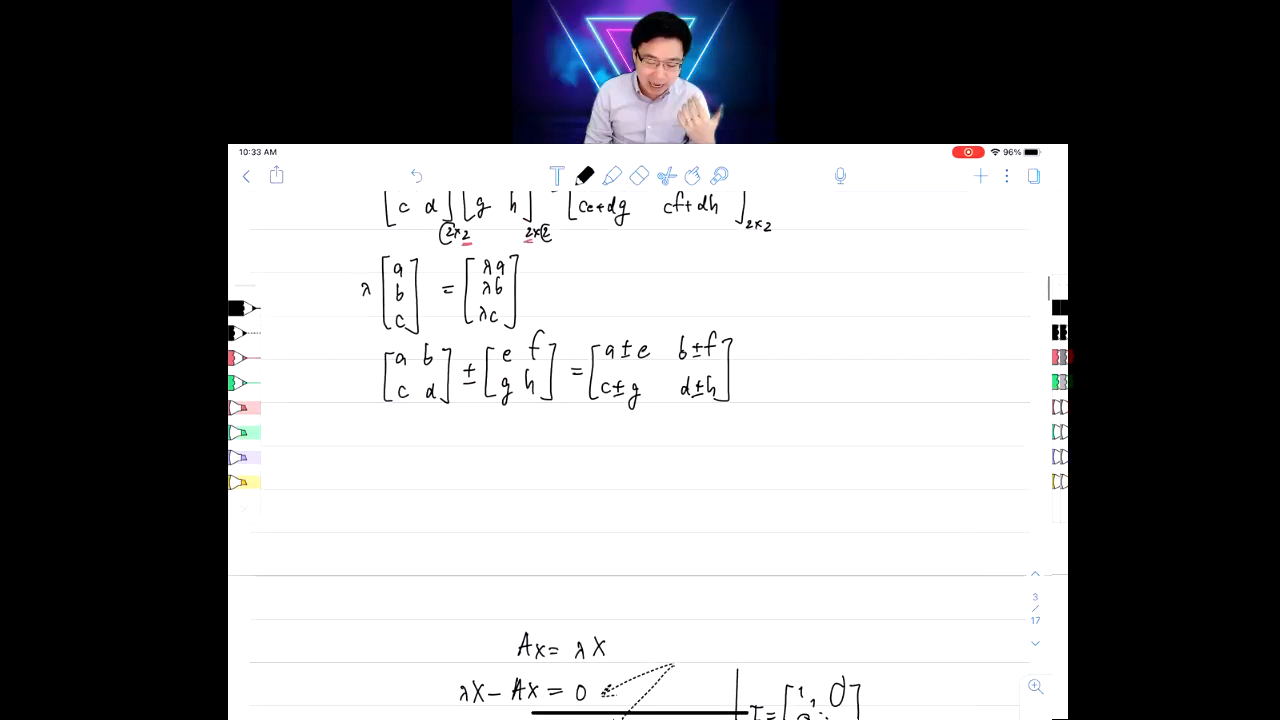 10:33 AM 96%
T
[c d] [g h] = [ce+dg cf+dh]
2×2 2×2 2×2
λ [a b c] = [λa λb λc]
[a b] ± [e f] = [a±e b±f]
[c d] [g h] [c±g d±h]
3
/
17
Ax = λX
λX − Ax = 0
I = [1, 0